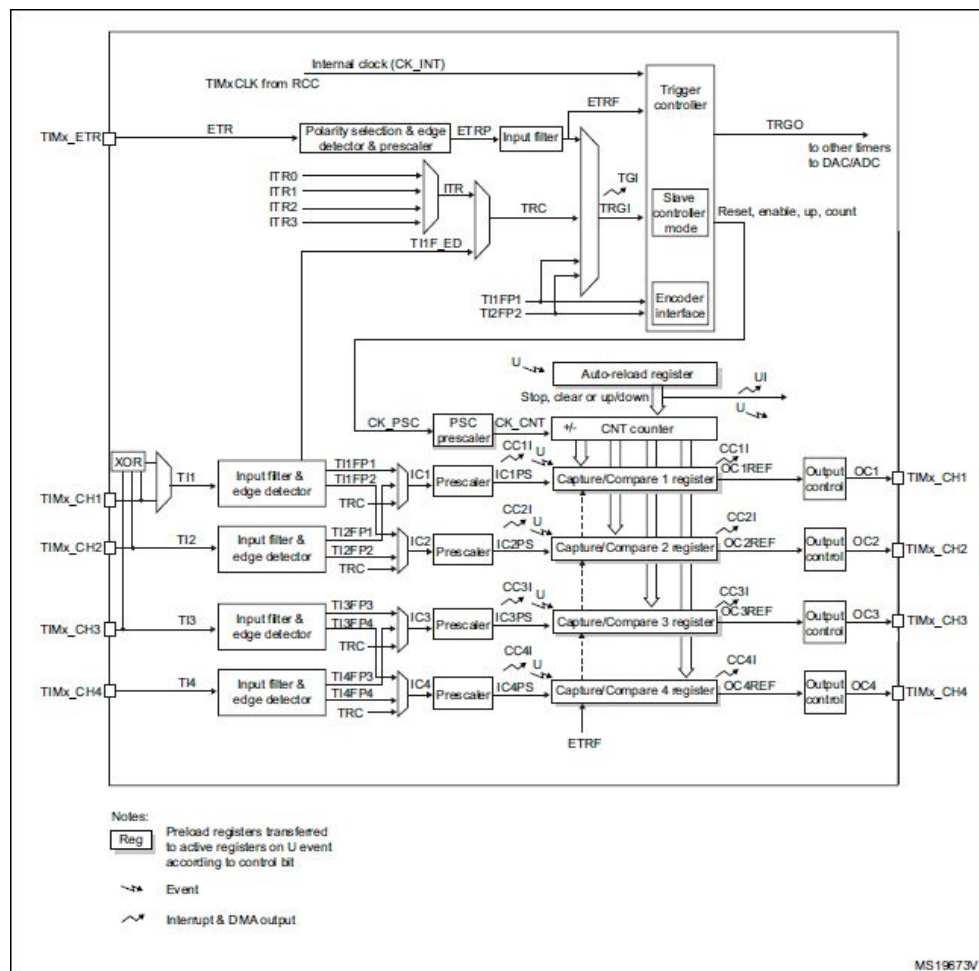 Internal clock (CK_INT)
TIMxCLK from RCC
Trigger
controller
ETRF
TRGO
to other timers
to DAC/ADC
TIMx_ETR
ETR
Polarity selection & edge
detector & prescaler
ETRP
Input filter
TGI
ITR0
ITR1
ITR2
ITR3
ITR
TRC
TRGI
Slave
controller
mode
Reset, enable, up, count
TI1F_ED
TI1FP1
TI2FP2
Encoder
interface
U
Auto-reload register
UI
Stop, clear or up/down
U
CK_PSC
PSC
prescaler
CK_CNT
+/-
CNT counter
XOR
TI1
Input filter &
edge detector
TI1FP1
TI1FP2
TRC
IC1
Prescaler
IC1PS
CC1I
U
Capture/Compare 1 register
CC1I
OC1REF
Output
control
OC1
TIMx_CH1
TIMx_CH1
TIMx_CH2
TI2
Input filter &
edge detector
TI2FP1
TI2FP2
TRC
IC2
Prescaler
IC2PS
CC2I
U
Capture/Compare 2 register
CC2I
OC2REF
Output
control
OC2
TIMx_CH2
TIMx_CH3
TI3
Input filter &
edge detector
TI3FP3
TI3FP4
TRC
IC3
Prescaler
IC3PS
CC3I
U
Capture/Compare 3 register
CC3I
OC3REF
Output
control
OC3
TIMx_CH3
TIMx_CH4
TI4
Input filter &
edge detector
TI4FP3
TI4FP4
TRC
IC4
Prescaler
IC4PS
CC4I
U
Capture/Compare 4 register
CC4I
OC4REF
Output
control
OC4
TIMx_CH4
ETRF
Notes:
Reg
Preload registers transferred
to active registers on U event
according to control bit
Event
Interrupt & DMA output
MS19673V